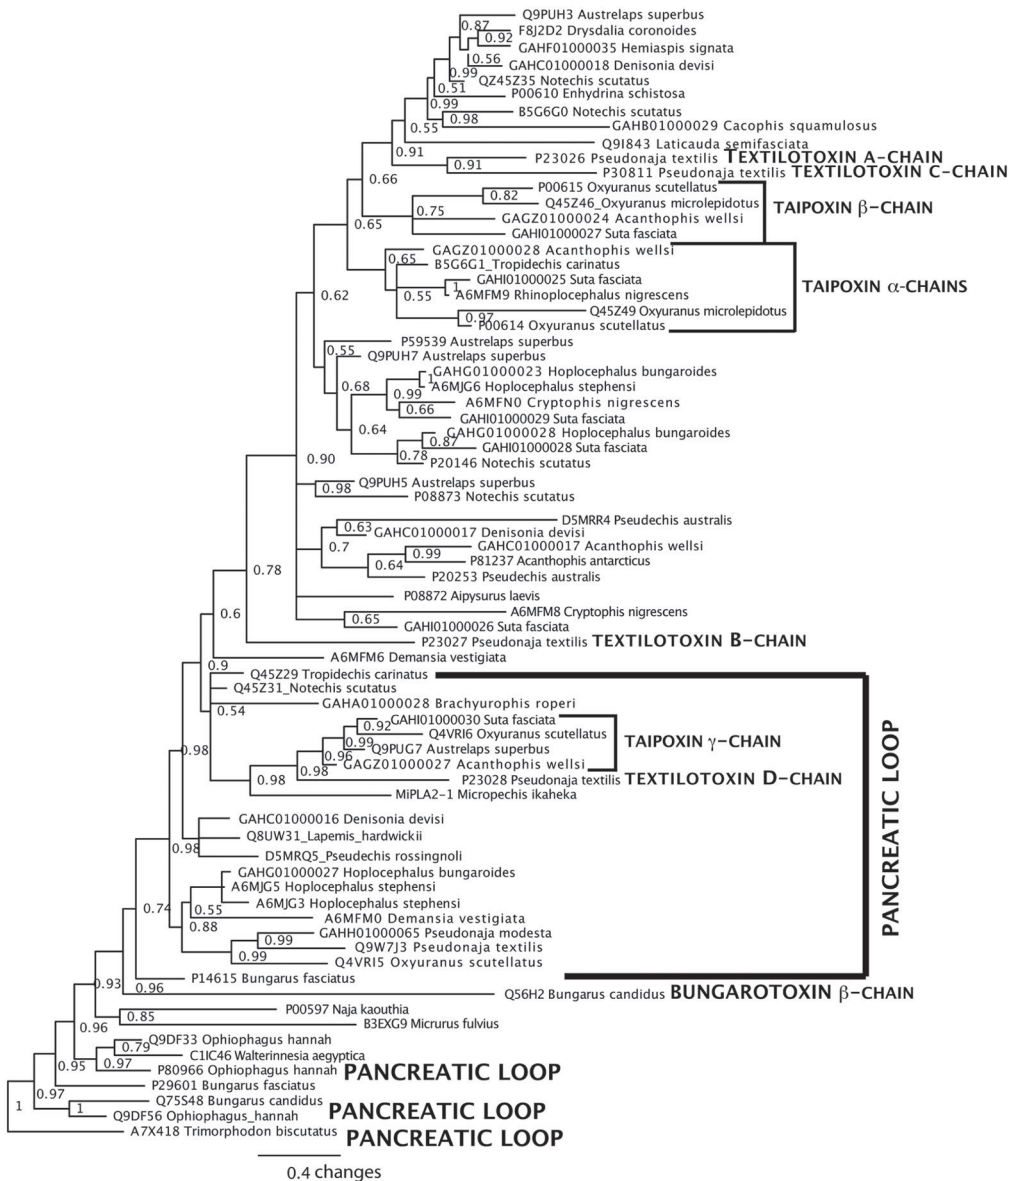 Q9PUH3 Austrelaps superbus
0.87
F8J2D2 Drysdalia coronoides
0.92
GAHF01000035 Hemiaspis signata
0.56
GAHC01000018 Denisonia devisi
0.99
QZ45Z35 Notechis scutatus
0.51
P00610 Enhydrina schistosa
0.99
B5G6G0 Notechis scutatus
0.98
0.55
GAHB01000029 Cacophis squamulosus
Q9I843 Laticauda semifasciata
0.91
P23026 Pseudonaja textilis TEXTILOTOXIN A-CHAIN
0.91
P30811 Pseudonaja textilis TEXTILOTOXIN C-CHAIN
0.66
P00615 Oxyuranus scutellatus
0.82
Q45Z46_Oxyuranus microlepidotus
TAIPOXIN β-CHAIN
0.75
GAGZ01000024 Acanthophis wellsi
0.65
GAHI01000027 Suta fasciata
GAGZ01000028 Acanthophis wellsi
0.65
B5G6G1_Tropidechis carinatus
GAHI01000025 Suta fasciata
1
TAIPOXIN α-CHAINS
0.62
0.55
A6MFM9 Rhinoplocephalus nigrescens
Q45Z49 Oxyuranus microlepidotus
0.97
P00614 Oxyuranus scutellatus
P59539 Austrelaps superbus
0.55
Q9PUH7 Austrelaps superbus
GAHG01000023 Hoplocephalus bungaroides
1
0.68
A6MJG6 Hoplocephalus stephensi
0.99
A6MFN0 Cryptophis nigrescens
0.66
GAHI01000029 Suta fasciata
0.64
GAHG01000028 Hoplocephalus bungaroides
0.87
GAHI01000028 Suta fasciata
0.78
0.90
P20146 Notechis scutatus
Q9PUH5 Austrelaps superbus
0.98
P08873 Notechis scutatus
D5MRR4 Pseudechis australis
0.63
GAHC01000017 Denisonia devisi
0.7
GAHC01000017 Acanthophis wellsi
0.99
P81237 Acanthophis antarcticus
0.64
0.78
P20253 Pseudechis australis
P08872 Aipysurus laevis
A6MFM8 Cryptophis nigrescens
0.6
0.65
GAHI01000026 Suta fasciata
P23027 Pseudonaja textilis TEXTILOTOXIN B-CHAIN
A6MFM6 Demansia vestigiata
0.9
Q45Z29 Tropidechis carinatus
Q45Z31_Notechis scutatus
GAHA01000028 Brachyurophis roperi
0.54
GAHI01000030 Suta fasciata
0.92
Q4VRI6 Oxyuranus scutellatus
TAIPOXIN γ-CHAIN
0.99
0.98
Q9PUG7 Austrelaps superbus
0.96
GAGZ01000027 Acanthophis wellsi
0.98
0.98
P23028 Pseudonaja textilis TEXTILOTOXIN D-CHAIN
MiPLA2-1 Micropechis ikaheka
PANCREATIC LOOP
GAHC01000016 Denisonia devisi
Q8UW31_Lapemis_hardwickii
0.98
D5MRQ5_Pseudechis rossingnoli
GAHG01000027 Hoplocephalus bungaroides
A6MJG5 Hoplocephalus stephensi
A6MJG3 Hoplocephalus stephensi
0.74
0.55
A6MFM0 Demansia vestigiata
0.88
GAHH01000065 Pseudonaja modesta
0.99
Q9W7J3 Pseudonaja textilis
0.99
Q4VRI5 Oxyuranus scutellatus
P14615 Bungarus fasciatus
0.93
0.96
Q56H2 Bungarus candidus BUNGAROTOXIN β-CHAIN
P00597 Naja kaouthia
0.85
B3EXG9 Micrurus fulvius
0.96
Q9DF33 Ophiophagus hannah
0.79
C1IC46 Walterinnesia aegyptica
0.97
0.95
P80966 Ophiophagus hannah PANCREATIC LOOP
P29601 Bungarus fasciatus
0.97
Q75S48 Bungarus candidus
1
1
Q9DF56 Ophiophagus_hannah PANCREATIC LOOP
A7X418 Trimorphodon biscutatus PANCREATIC LOOP
0.4 changes